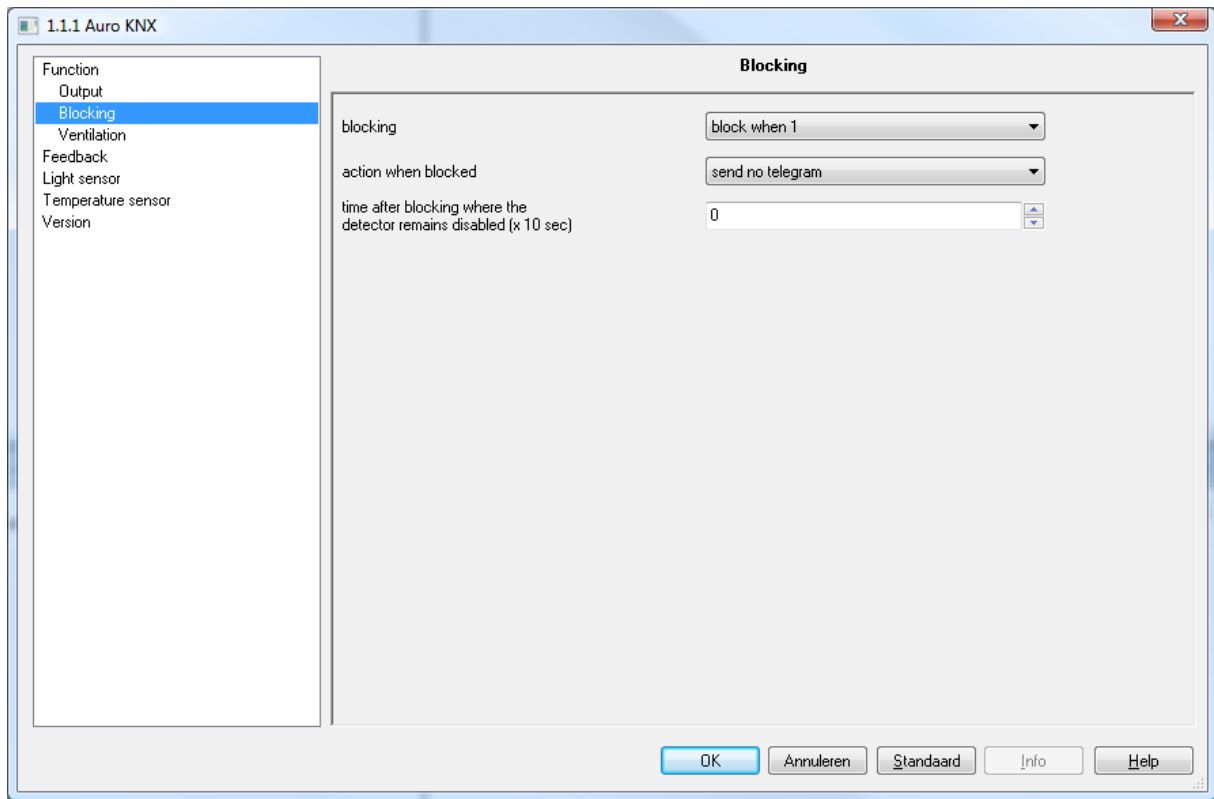 1.1.1 Auro KNX
Function
Output
Blocking
Ventilation
Feedback
Light sensor
Temperature sensor
Version
Blocking
blocking
block when 1
action when blocked
send no telegram
time after blocking where the
detector remains disabled (x 10 sec)
0
OK
Annuleren
Standaard
Info
Help